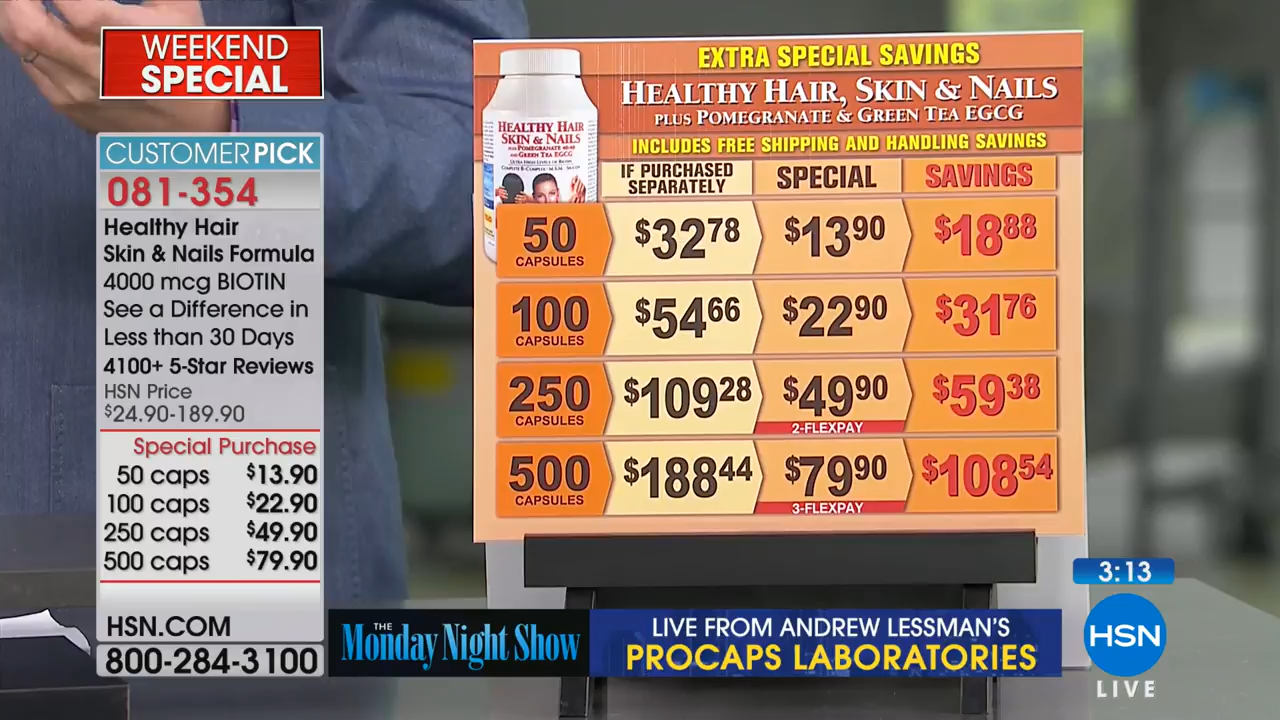 WEEKEND
SPECIAL
CUSTOMER PICK
081-354
Healthy Hair
Skin & Nails Formula
4000 mcg BIOTIN
See a Difference in
Less than 30 Days
4100+ 5-Star Reviews
HSN Price
$24.90-189.90
Special Purchase
50 caps $13.90
100 caps $22.90
250 caps $49.90
500 caps $79.90
HSN.COM
800-284-3100
EXTRA SPECIAL SAVINGS
HEALTHY HAIR, SKIN & NAILS
PLUS POMEGRANATE & GREEN TEA EGCG
INCLUDES FREE SHIPPING AND HANDLING SAVINGS
HEALTHY HAIR
SKIN & NAILS
AND GREEN TEA EGCG
IF PURCHASED
SEPARATELY
SPECIAL
SAVINGS
50
CAPSULES
$32 78
$13 90
$18 88
100
CAPSULES
$54 66
$22 90
$31 76
250
CAPSULES
$109 28
$49 90
2-FLEXPAY
$59 38
500
CAPSULES
$188 44
$79 90
3-FLEXPAY
$108 54
THE
Monday Night Show
LIVE FROM ANDREW LESSMAN'S
PROCAPS LABORATORIES
3:13
HSN
LIVE